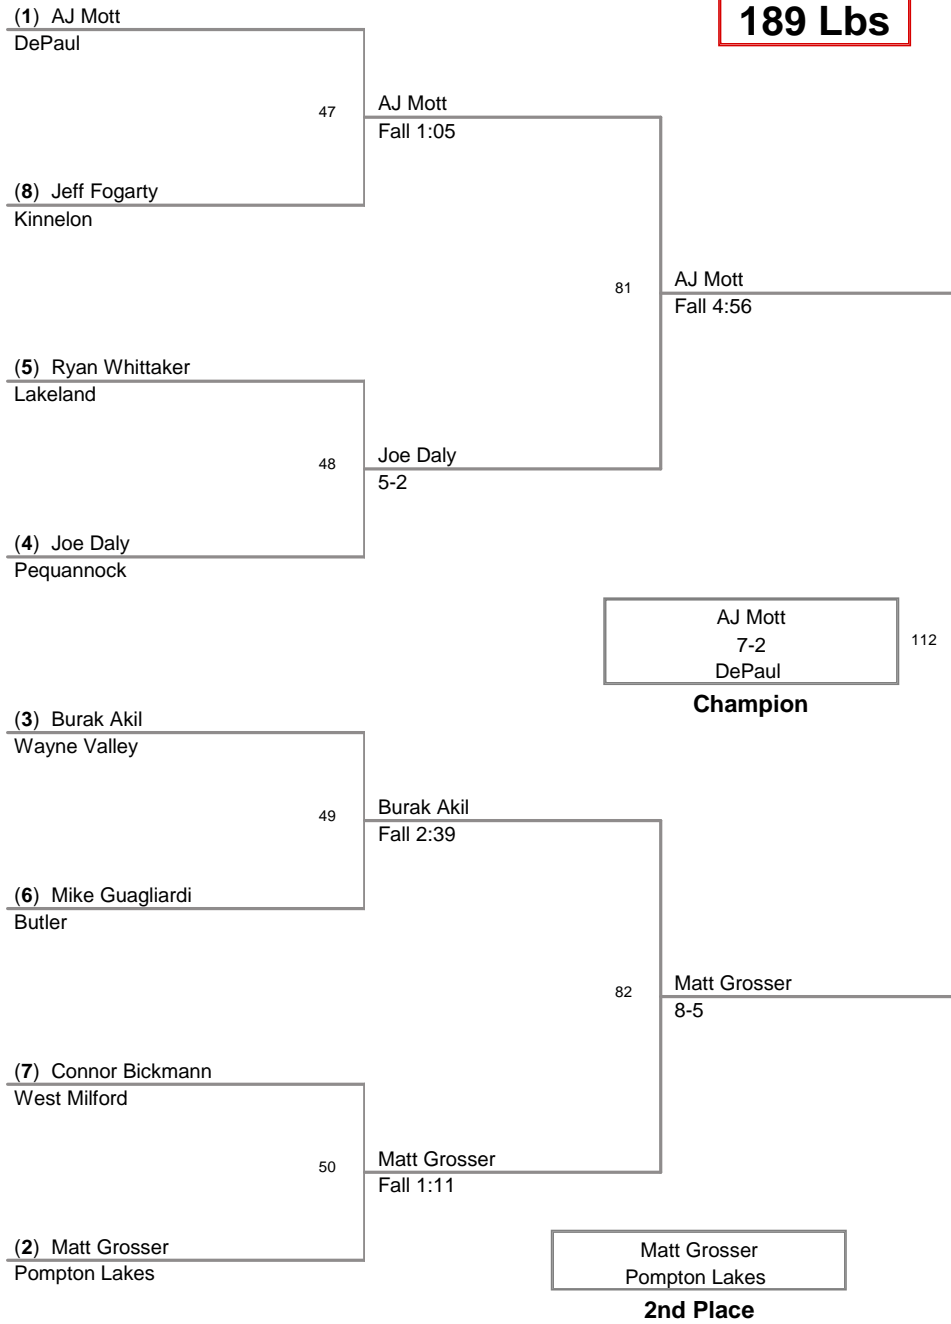 (1) AJ Mott
189 Lbs
DePaul
47
AJ Mott
Fall 1:05
(8) Jeff Fogarty
Kinnelon
81
AJ Mott
Fall 4:56
(5) Ryan Whittaker
Lakeland
48
Joe Daly
5-2
(4) Joe Daly
Pequannock
AJ Mott
7-2
DePaul
112
Champion
(3) Burak Akil
Wayne Valley
49
Burak Akil
Fall 2:39
(6) Mike Guagliardi
Butler
82
Matt Grosser
8-5
(7) Connor Bickmann
West Milford
50
Matt Grosser
Fall 1:11
(2) Matt Grosser
Pompton Lakes
Matt Grosser
Pompton Lakes
2nd Place